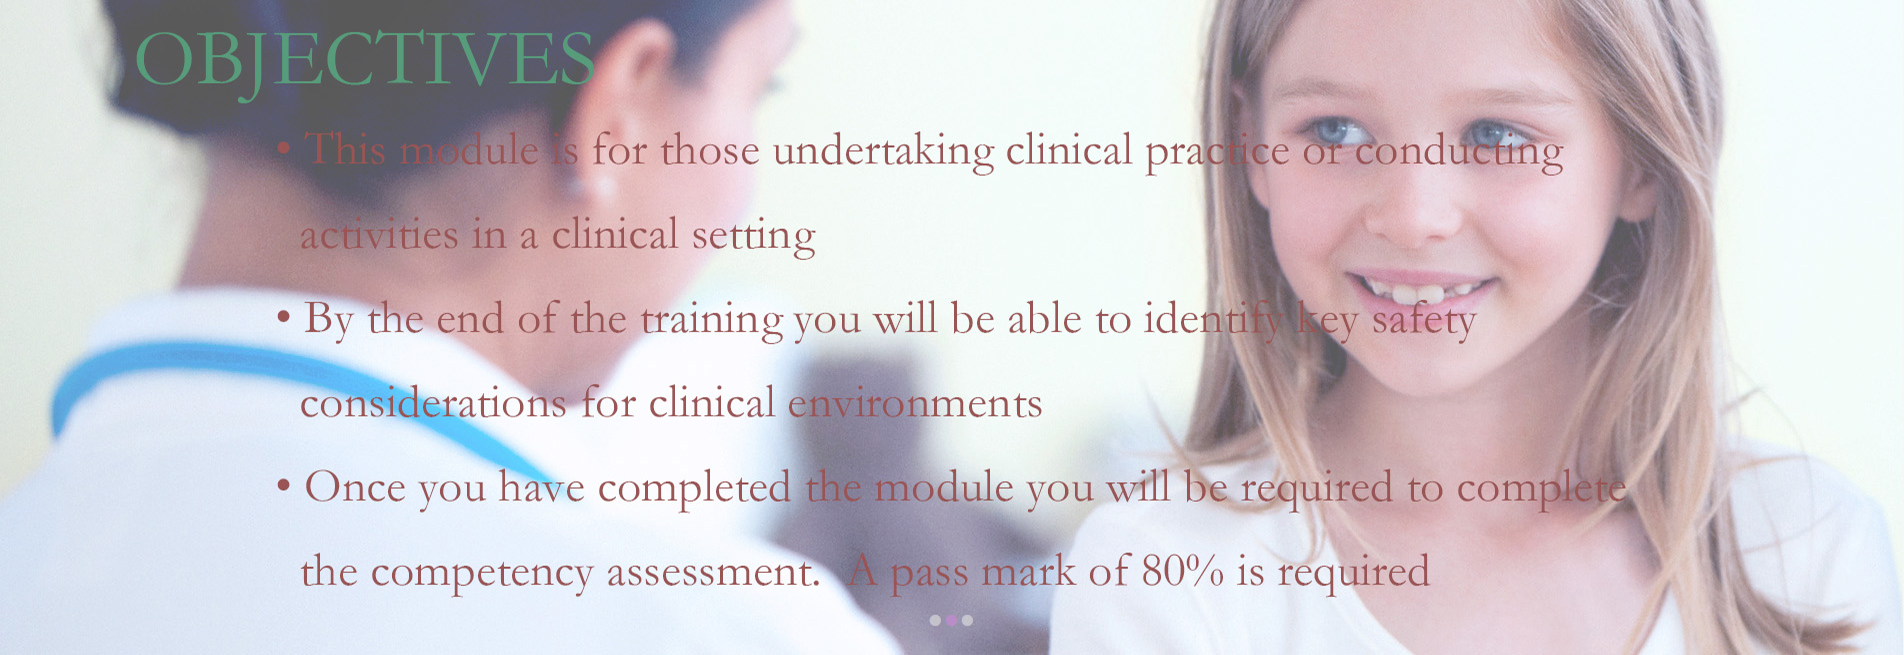 OBJECTIVES
• This module is for those undertaking clinical practice or conducting
activities in a clinical setting
• By the end of the training you will be able to identify key safety
considerations for clinical environments
• Once you have completed the module you will be required to complete
the competency assessment.  A pass mark of 80% is required